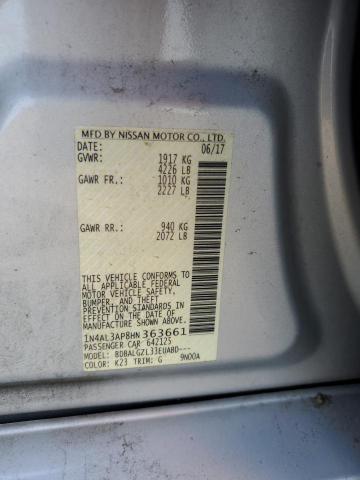 MFD BY NISSAN MOTOR CO., LTD.
DATE: 06/17
GVWR: 1917 KG
4226 LB
GAWR FR.: 1010 KG
2227 LB
GAWR RR.: 940 KG
2072 LB
THIS VEHICLE CONFORMS TO
ALL APPLICABLE FEDERAL
MOTOR VEHICLE SAFETY,
BUMPER, AND THEFT
PREVENTION STANDARDS
IN EFFECT ON THE DATE OF
MANUFACTURE SHOWN ABOVE.
1N4AL3AP8HN363661
PASSENGER CAR 642125
MODEL: BDBALGZL33EUA8D---
COLOR: K23 TRIM: G 9N00A